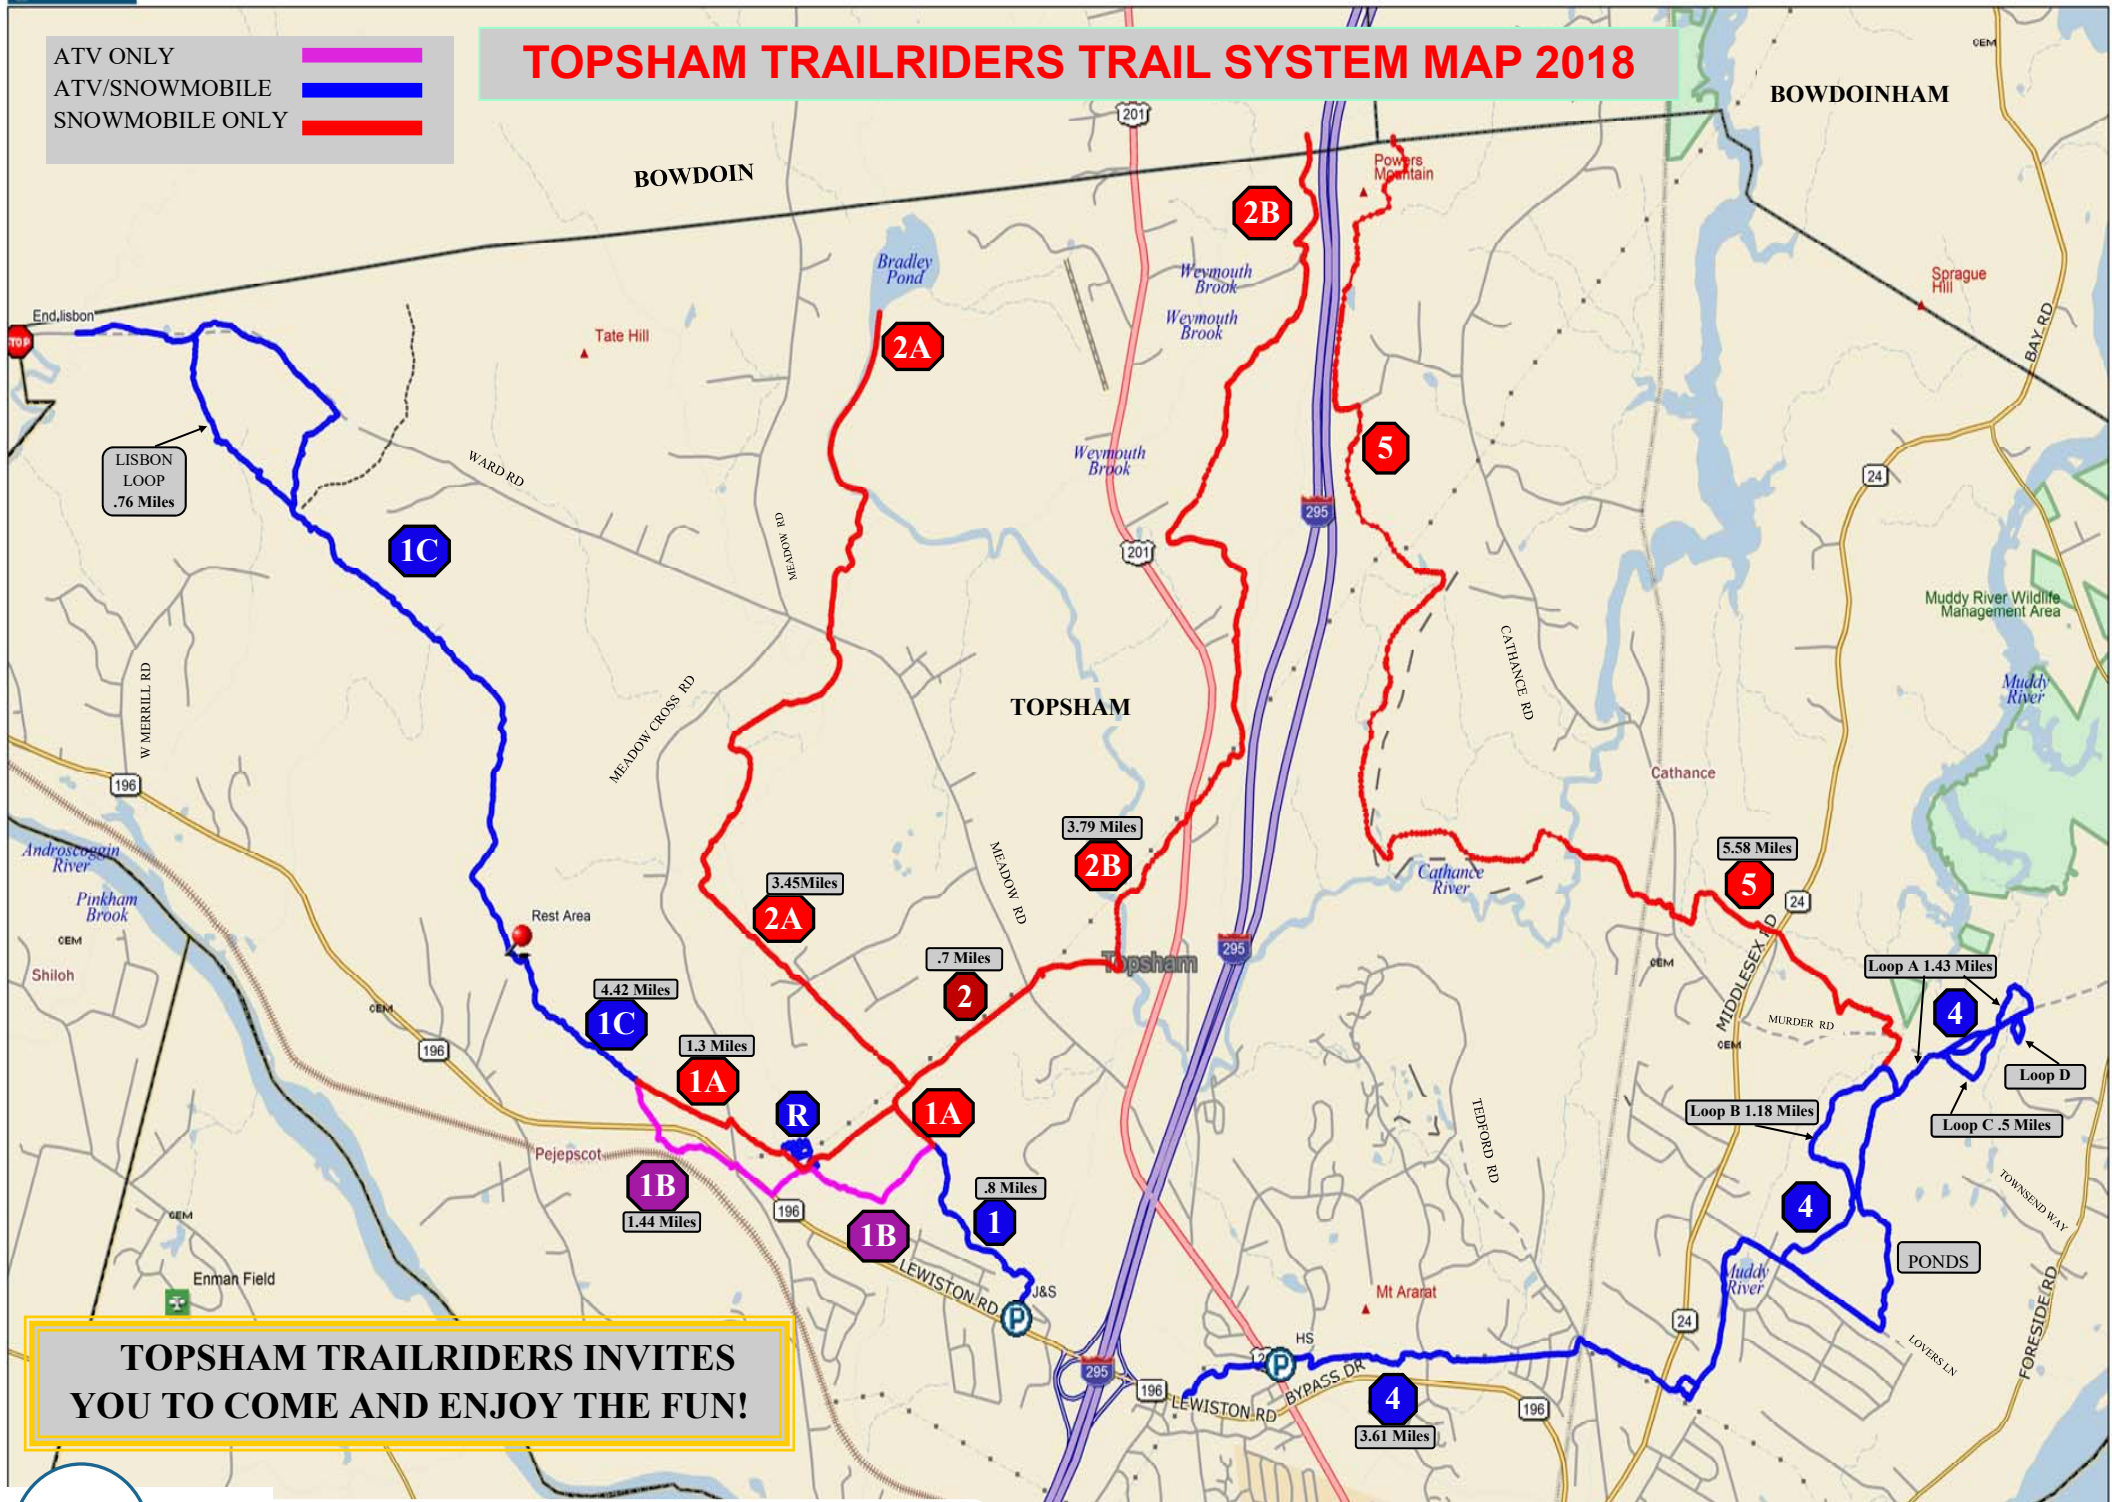 TOPSHAM TRAILRIDERS TRAIL SYSTEM MAP 2018
ATV ONLY
ATV/SNOWMOBILE
SNOWMOBILE ONLY
CEM
BOWDOINHAM
201
BOWDOIN
Powers
Mountain
2B
Bradley
Pond
Weymouth
Brook
Sprague
Hill
End,lisbon
STOP
Tate Hill
Weymouth
Brook
2A
BAY RD
LISBON
LOOP
.76 Miles
WARD RD
Weymouth
Brook
5
24
295
MEADOW RD
1C
201
Muddy River Wildlife
Management Area
CATHANCE RD
W MERRILL RD
MEADOW CROSS RD
TOPSHAM
Muddy
River
196
Cathance
3.79 Miles
2B
MEADOW RD
Androscoggin
River
Pinkham
Brook
CEM
Shiloh
3.45Miles
2A
Cathance
River
5.58 Miles
5
24
MIDDLESEX RD
Rest Area
.7 Miles
2
Topsham
295
CEM
Loop A 1.43 Miles
4
4.42 Miles
1C
CEM
196
1.3 Miles
1A
MURDER RD
CEM
Loop D
R
1A
TEDFORD RD
Loop B 1.18 Miles
Loop C .5 Miles
Pejepscot
1B
1.44 Miles
196
.8 Miles
1
1B
4
TOWNSEND WAY
CEM
PONDS
Enman Field
LEWISTON RD
J&S
P
Mt Ararat
Muddy
River
FORESIDE RD
24
LOVERS LN
HS
P
295
196
LEWISTON RD
BYPASS DR
4
3.61 Miles
196
TOPSHAM TRAILRIDERS INVITES
YOU TO COME AND ENJOY THE FUN!